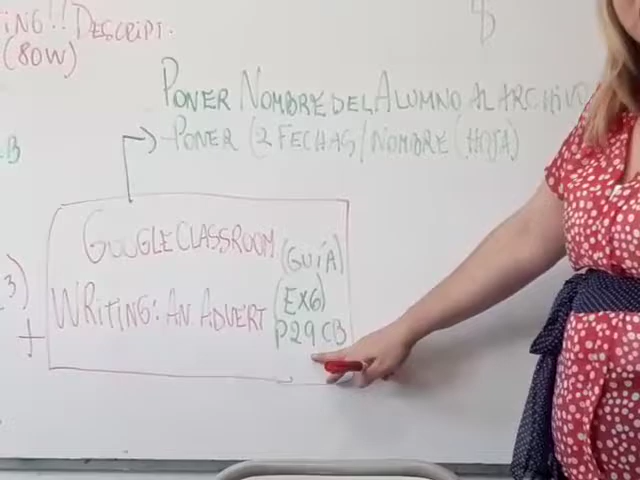 ING!! DESCRIPT.
(80W)
PONER NOMBRE DEL ALUMNO AL ARCHIVO
PONER (2 FECHAS/NOMBRE (HOJA)
B
GOOGLE CLASSROOM (GUÍA)
3)
WRITING: AN ADVERT (EX6)
+
P29 CB
$